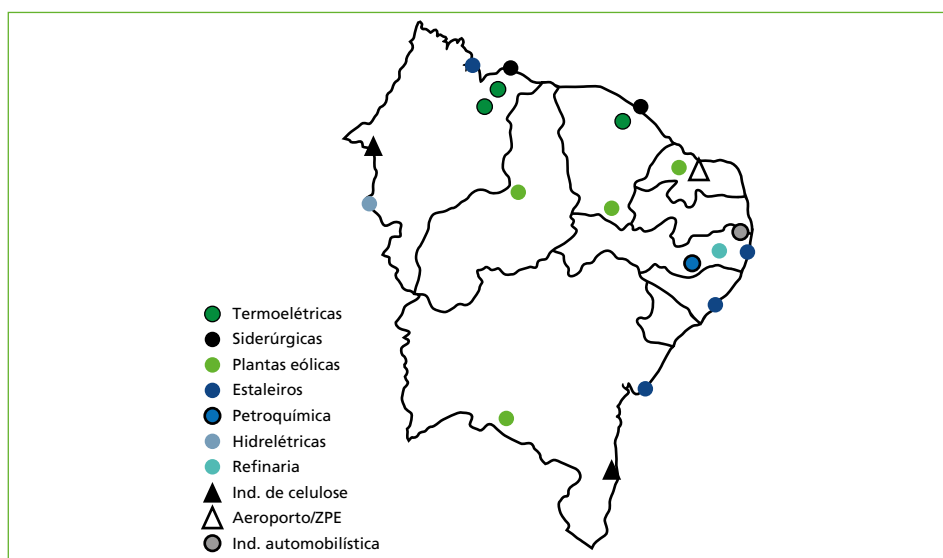 Termoelétricas
Siderúrgicas
Plantas eólicas
Estaleiros
Petroquímica
Hidrelétricas
Refinaria
Ind. de celulose
Aeroporto/ZPE
Ind. automobilística